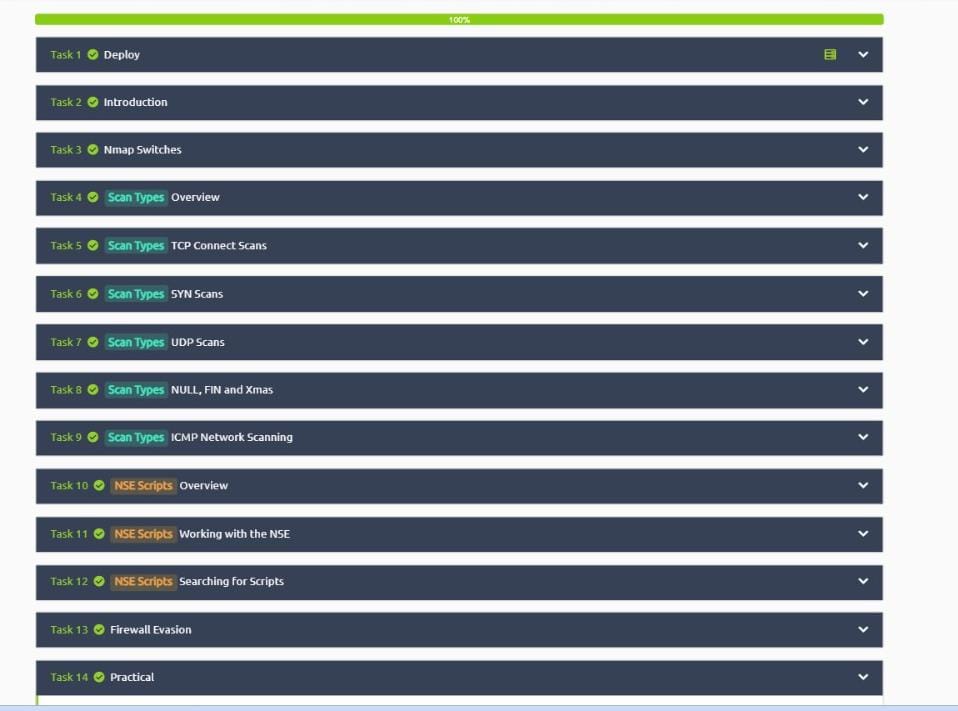 100%
Task 1 Deploy
Task 2 Introduction
Task 3 Nmap Switches
Task 4 Scan Types Overview
Task 5 Scan Types TCP Connect Scans
Task 6 Scan Types SYN Scans
Task 7 Scan Types UDP Scans
Task 8 Scan Types NULL, FIN and Xmas
Task 9 Scan Types ICMP Network Scanning
Task 10 NSE Scripts Overview
Task 11 NSE Scripts Working with the NSE
Task 12 NSE Scripts Searching for Scripts
Task 13 Firewall Evasion
Task 14 Practical